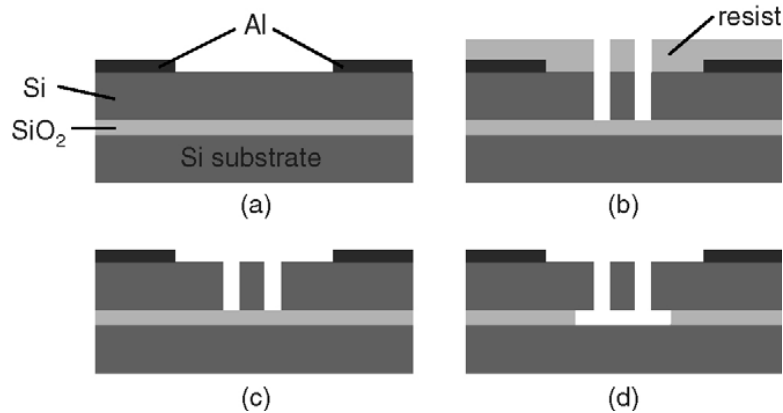 Al
resist
Si
SiO₂
Si substrate
(a)
(b)
(c)
(d)